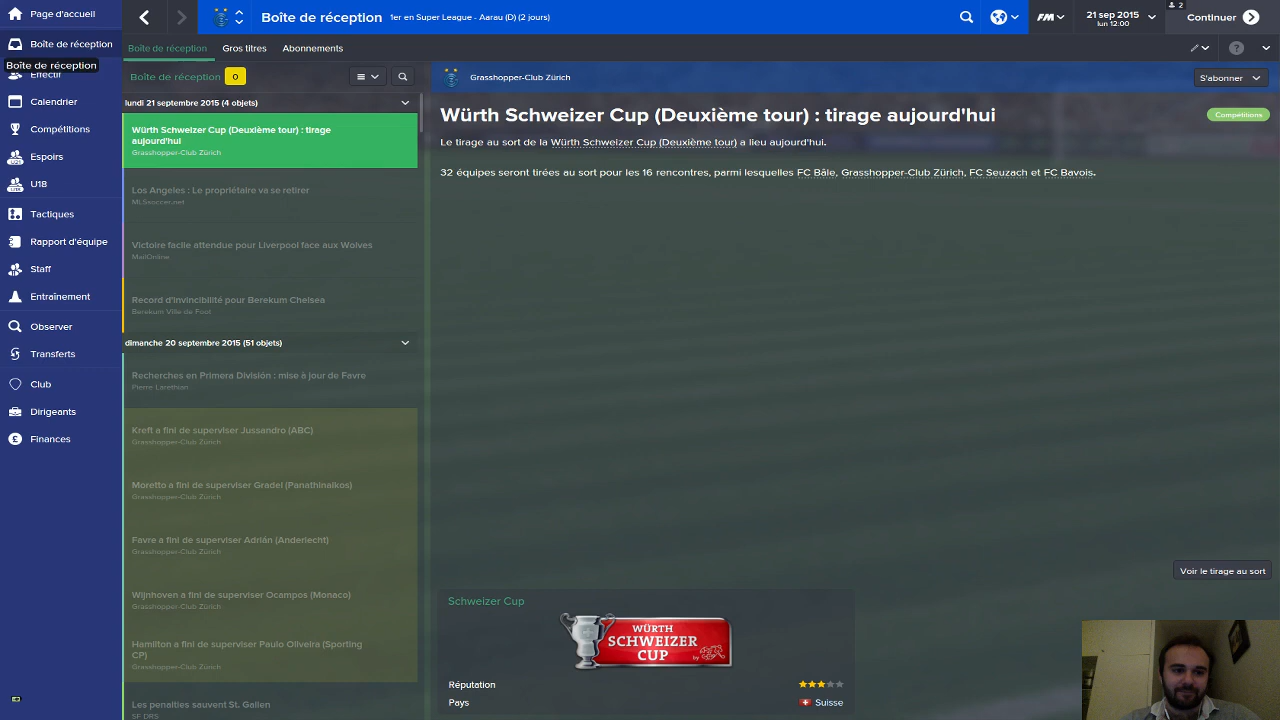 Page d'accueil
Boîte de réception
Boîte de réception
Effectif
Calendrier
Compétitions
Espoirs
U18
Tactiques
Rapport d'équipe
Staff
Entraînement
Observer
Transferts
Club
Dirigeants
Finances
Boîte de réception
1er en Super League - Aarau (D) (2 jours)
FM
21 sep 2015
lun 12:00
2
Continuer
Boîte de réception
Gros titres
Abonnements
Boîte de réception
0
lundi 21 septembre 2015 (4 objets)
Würth Schweizer Cup (Deuxième tour) : tirage
aujourd'hui
Grasshopper-Club Zürich
Los Angeles : Le propriétaire va se retirer
MLSsoccer.net
Victoire facile attendue pour Liverpool face aux Wolves
MailOnline
Record d'invincibilité pour Berekum Chelsea
Berekum Ville de Foot
dimanche 20 septembre 2015 (51 objets)
Recherches en Primera División : mise à jour de Favre
Pierre Larethian
Kreft a fini de superviser Jussandro (ABC)
Grasshopper-Club Zürich
Moretto a fini de superviser Gradel (Panathinaikos)
Grasshopper-Club Zürich
Favre a fini de superviser Adrián (Anderlecht)
Grasshopper-Club Zürich
Wijnhoven a fini de superviser Ocampos (Monaco)
Grasshopper-Club Zürich
Hamilton a fini de superviser Paulo Oliveira (Sporting
CP)
Grasshopper-Club Zürich
Les penalties sauvent St. Gallen
SF DRS
Grasshopper-Club Zürich
S'abonner
Würth Schweizer Cup (Deuxième tour) : tirage aujourd'hui
Compétitions
Le tirage au sort de la Würth Schweizer Cup (Deuxième tour) a lieu aujourd'hui.
32 équipes seront tirées au sort pour les 16 rencontres, parmi lesquelles FC Bâle, Grasshopper-Club Zürich, FC Seuzach et FC Bavois.
Voir le tirage au sort
Schweizer Cup
WÜRTH
SCHWEIZER
CUP
by
Réputation
Pays
Suisse